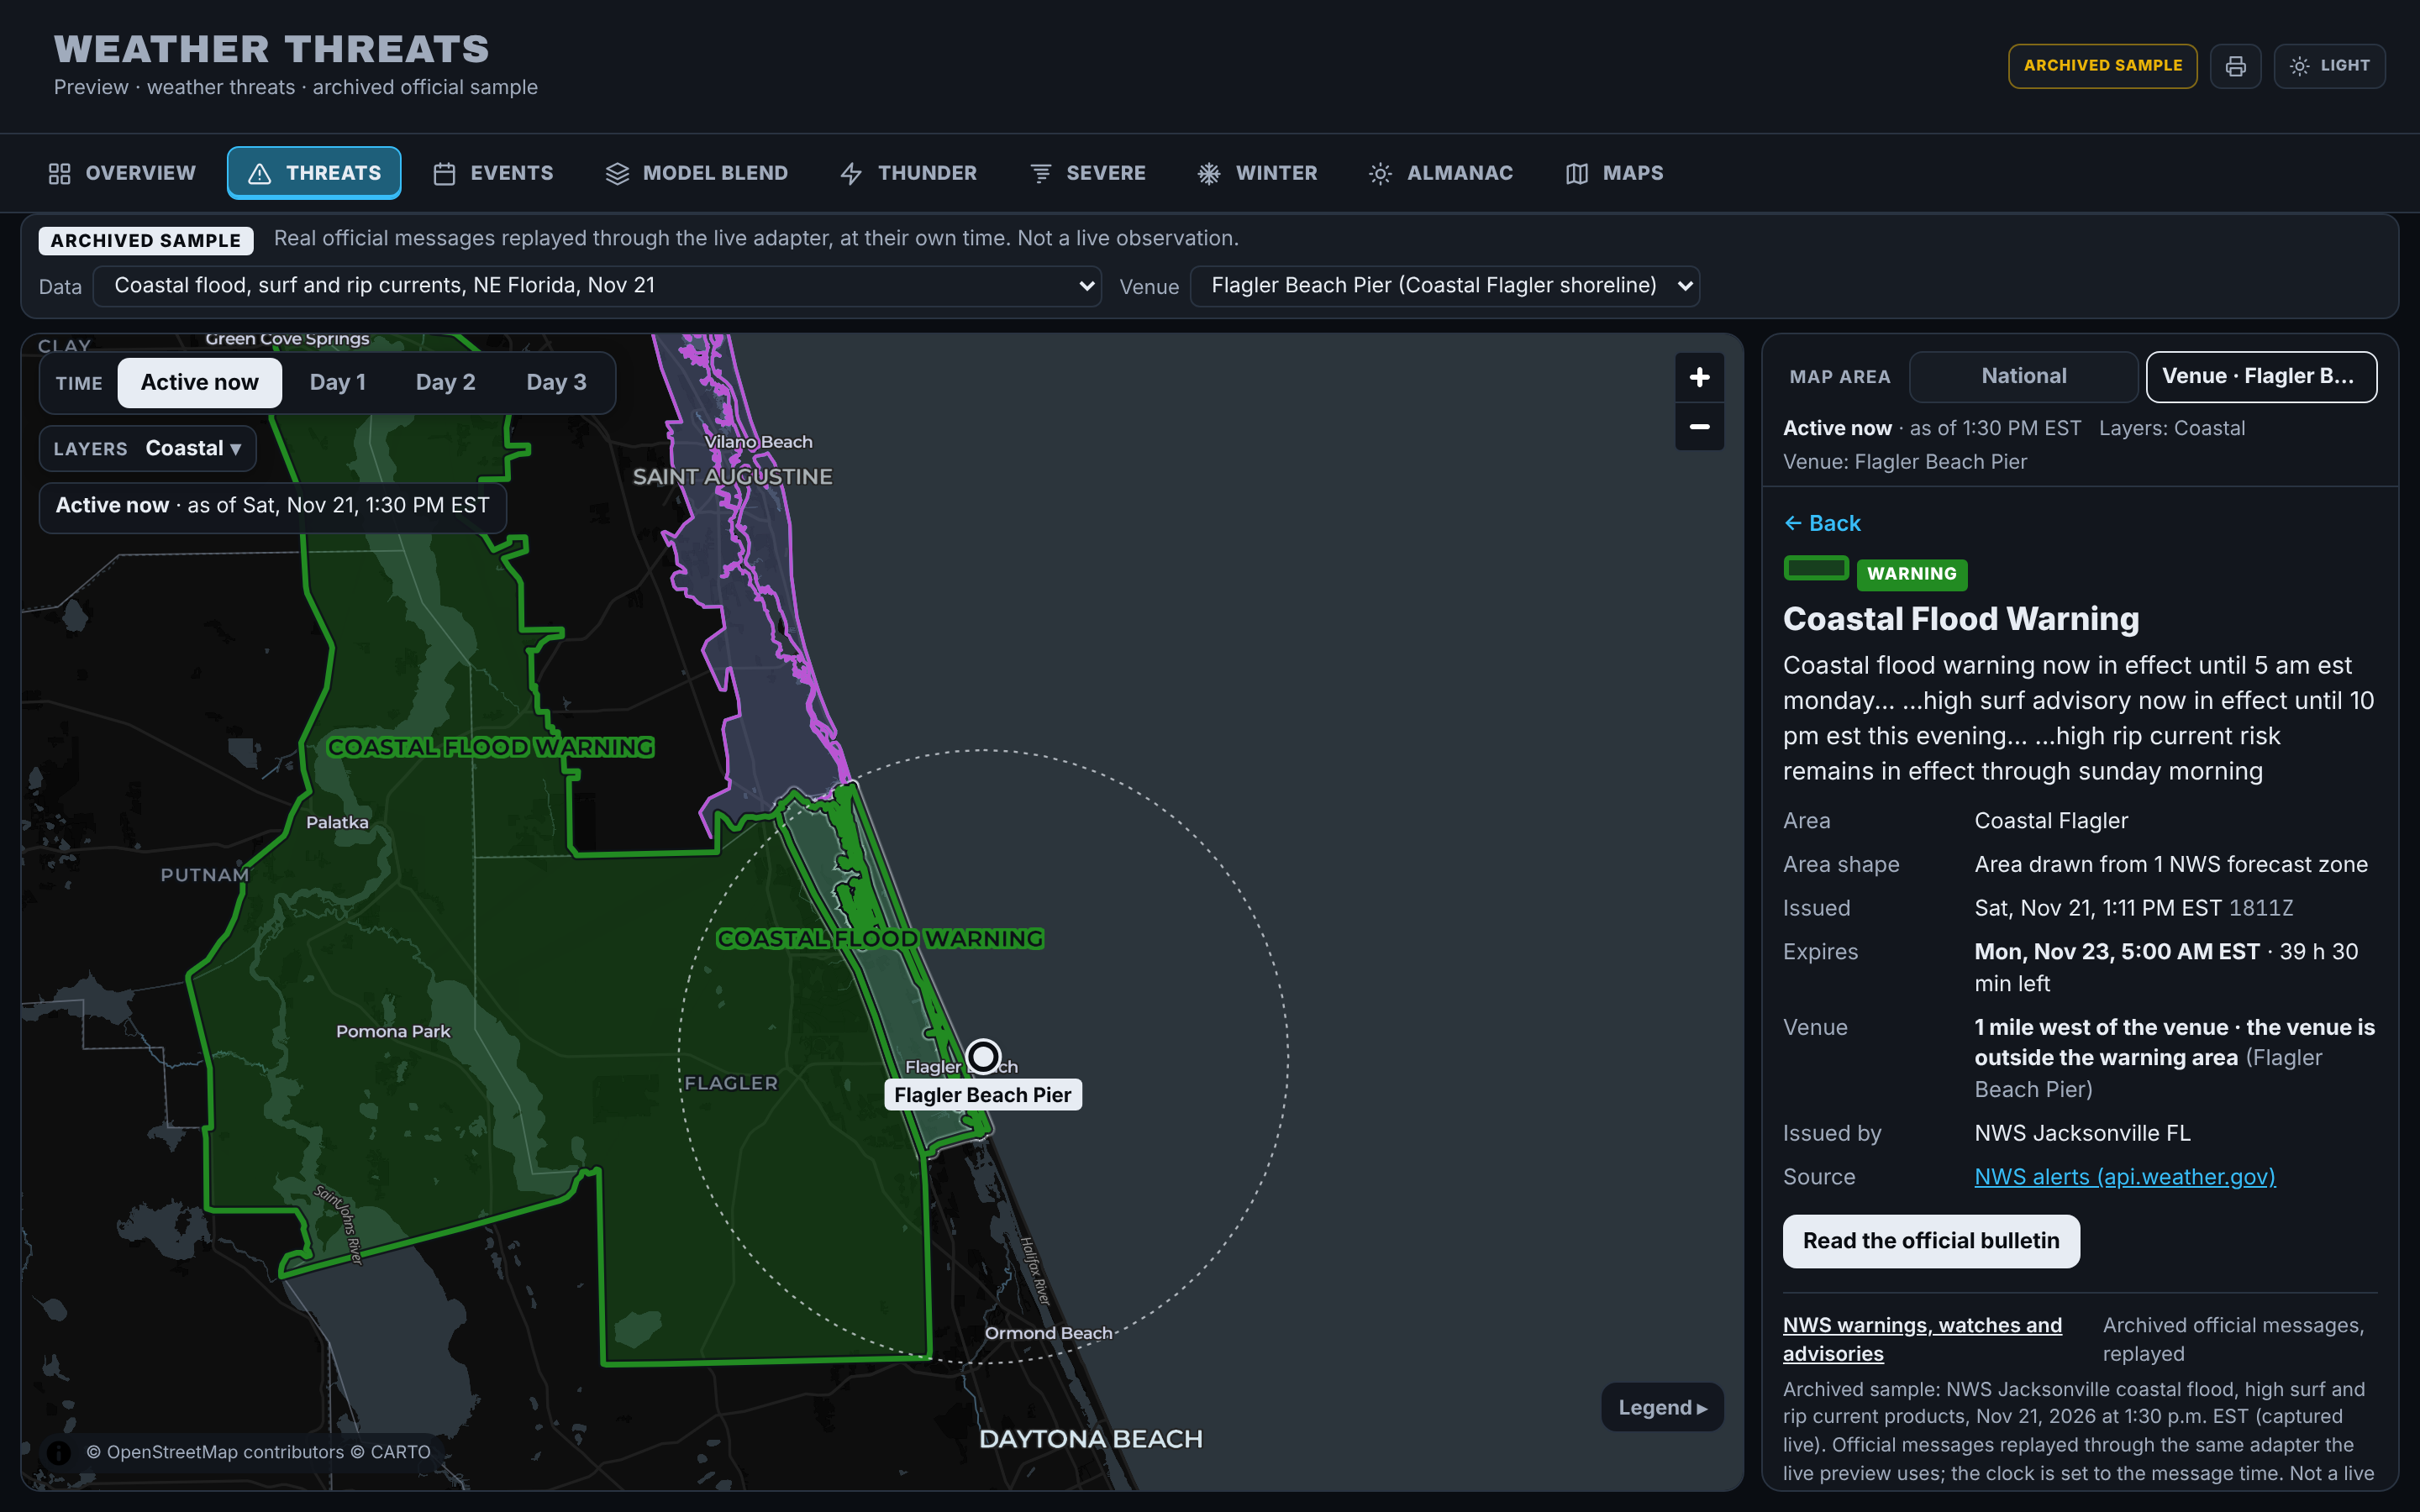 WEATHER THREATS
Preview · weather threats · archived official sample
ARCHIVED SAMPLE
LIGHT
OVERVIEW
THREATS
EVENTS
MODEL BLEND
THUNDER
SEVERE
WINTER
ALMANAC
MAPS
ARCHIVED SAMPLE Real official messages replayed through the live adapter, at their own time. Not a live observation.
Data Coastal flood, surf and rip currents, NE Florida, Nov 21 Venue Flagler Beach Pier (Coastal Flagler shoreline)
CLAY
Green Cove Springs
TIME Active now Day 1 Day 2 Day 3
LAYERS Coastal ▾
Active now · as of Sat, Nov 21, 1:30 PM EST
+
−
Vilano Beach
SAINT AUGUSTINE
COASTAL FLOOD WARNING
Palatka
PUTNAM
COASTAL FLOOD WARNING
Pomona Park
FLAGLER
Flagler
Flagler Beach Pier
Saint Johns River
Halifax River
Ormond Beach
DAYTONA BEACH
Legend ▸
© OpenStreetMap contributors © CARTO
MAP AREA National Venue · Flagler B...
Active now · as of 1:30 PM EST Layers: Coastal
Venue: Flagler Beach Pier
← Back
WARNING
Coastal Flood Warning
Coastal flood warning now in effect until 5 am est
monday... ...high surf advisory now in effect until 10
pm est this evening... ...high rip current risk
remains in effect through sunday morning
Area Coastal Flagler
Area shape Area drawn from 1 NWS forecast zone
Issued Sat, Nov 21, 1:11 PM EST 1811Z
Expires Mon, Nov 23, 5:00 AM EST · 39 h 30
min left
Venue 1 mile west of the venue · the venue is
outside the warning area (Flagler
Beach Pier)
Issued by NWS Jacksonville FL
Source NWS alerts (api.weather.gov)
Read the official bulletin
NWS warnings, watches and
advisories
Archived official messages,
replayed
Archived sample: NWS Jacksonville coastal flood, high surf and
rip current products, Nov 21, 2026 at 1:30 p.m. EST (captured
live). Official messages replayed through the same adapter the
live preview uses; the clock is set to the message time. Not a live